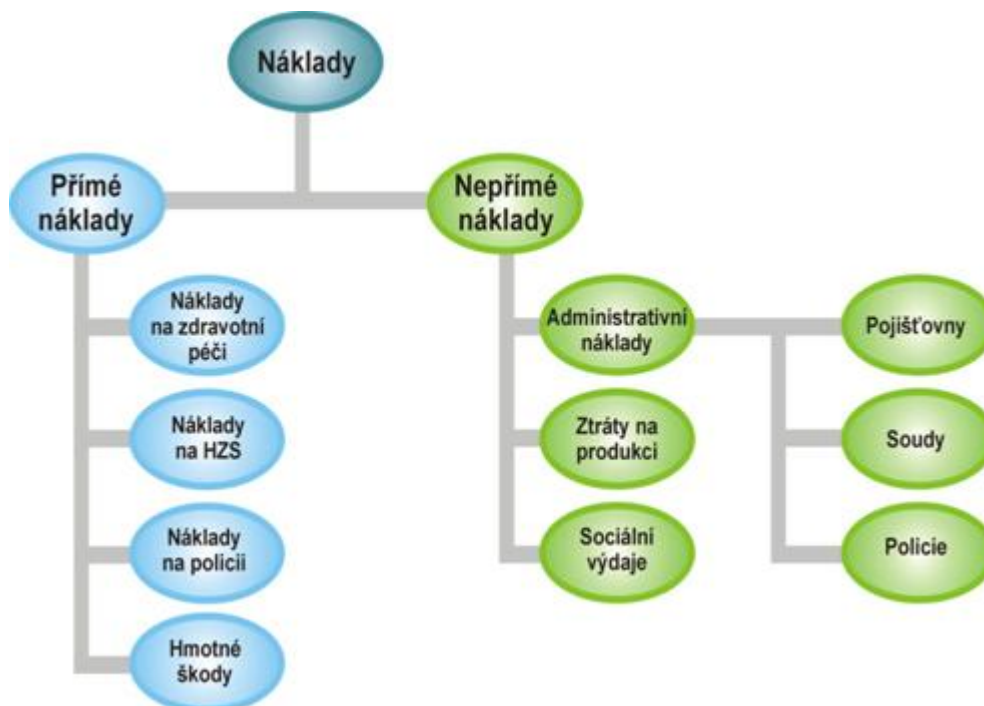 Náklady
Přímé
náklady
Nepřímé
náklady
Náklady
na zdravotní
péči
Administrativní
náklady
Pojišťovny
Náklady
na HZS
Ztráty na
produkci
Soudy
Náklady
na policii
Sociální
výdaje
Policie
Hmotné
škody